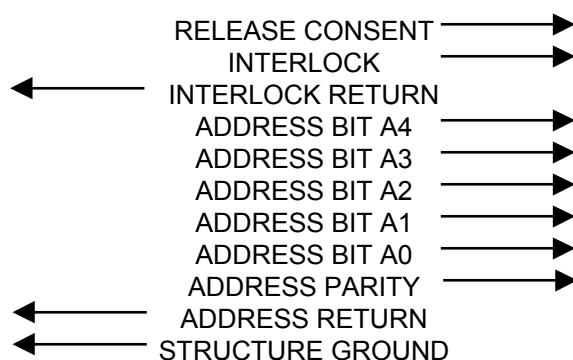 RELEASE CONSENT
INTERLOCK
INTERLOCK RETURN
ADDRESS BIT A4
ADDRESS BIT A3
ADDRESS BIT A2
ADDRESS BIT A1
ADDRESS BIT A0
ADDRESS PARITY
ADDRESS RETURN
STRUCTURE GROUND